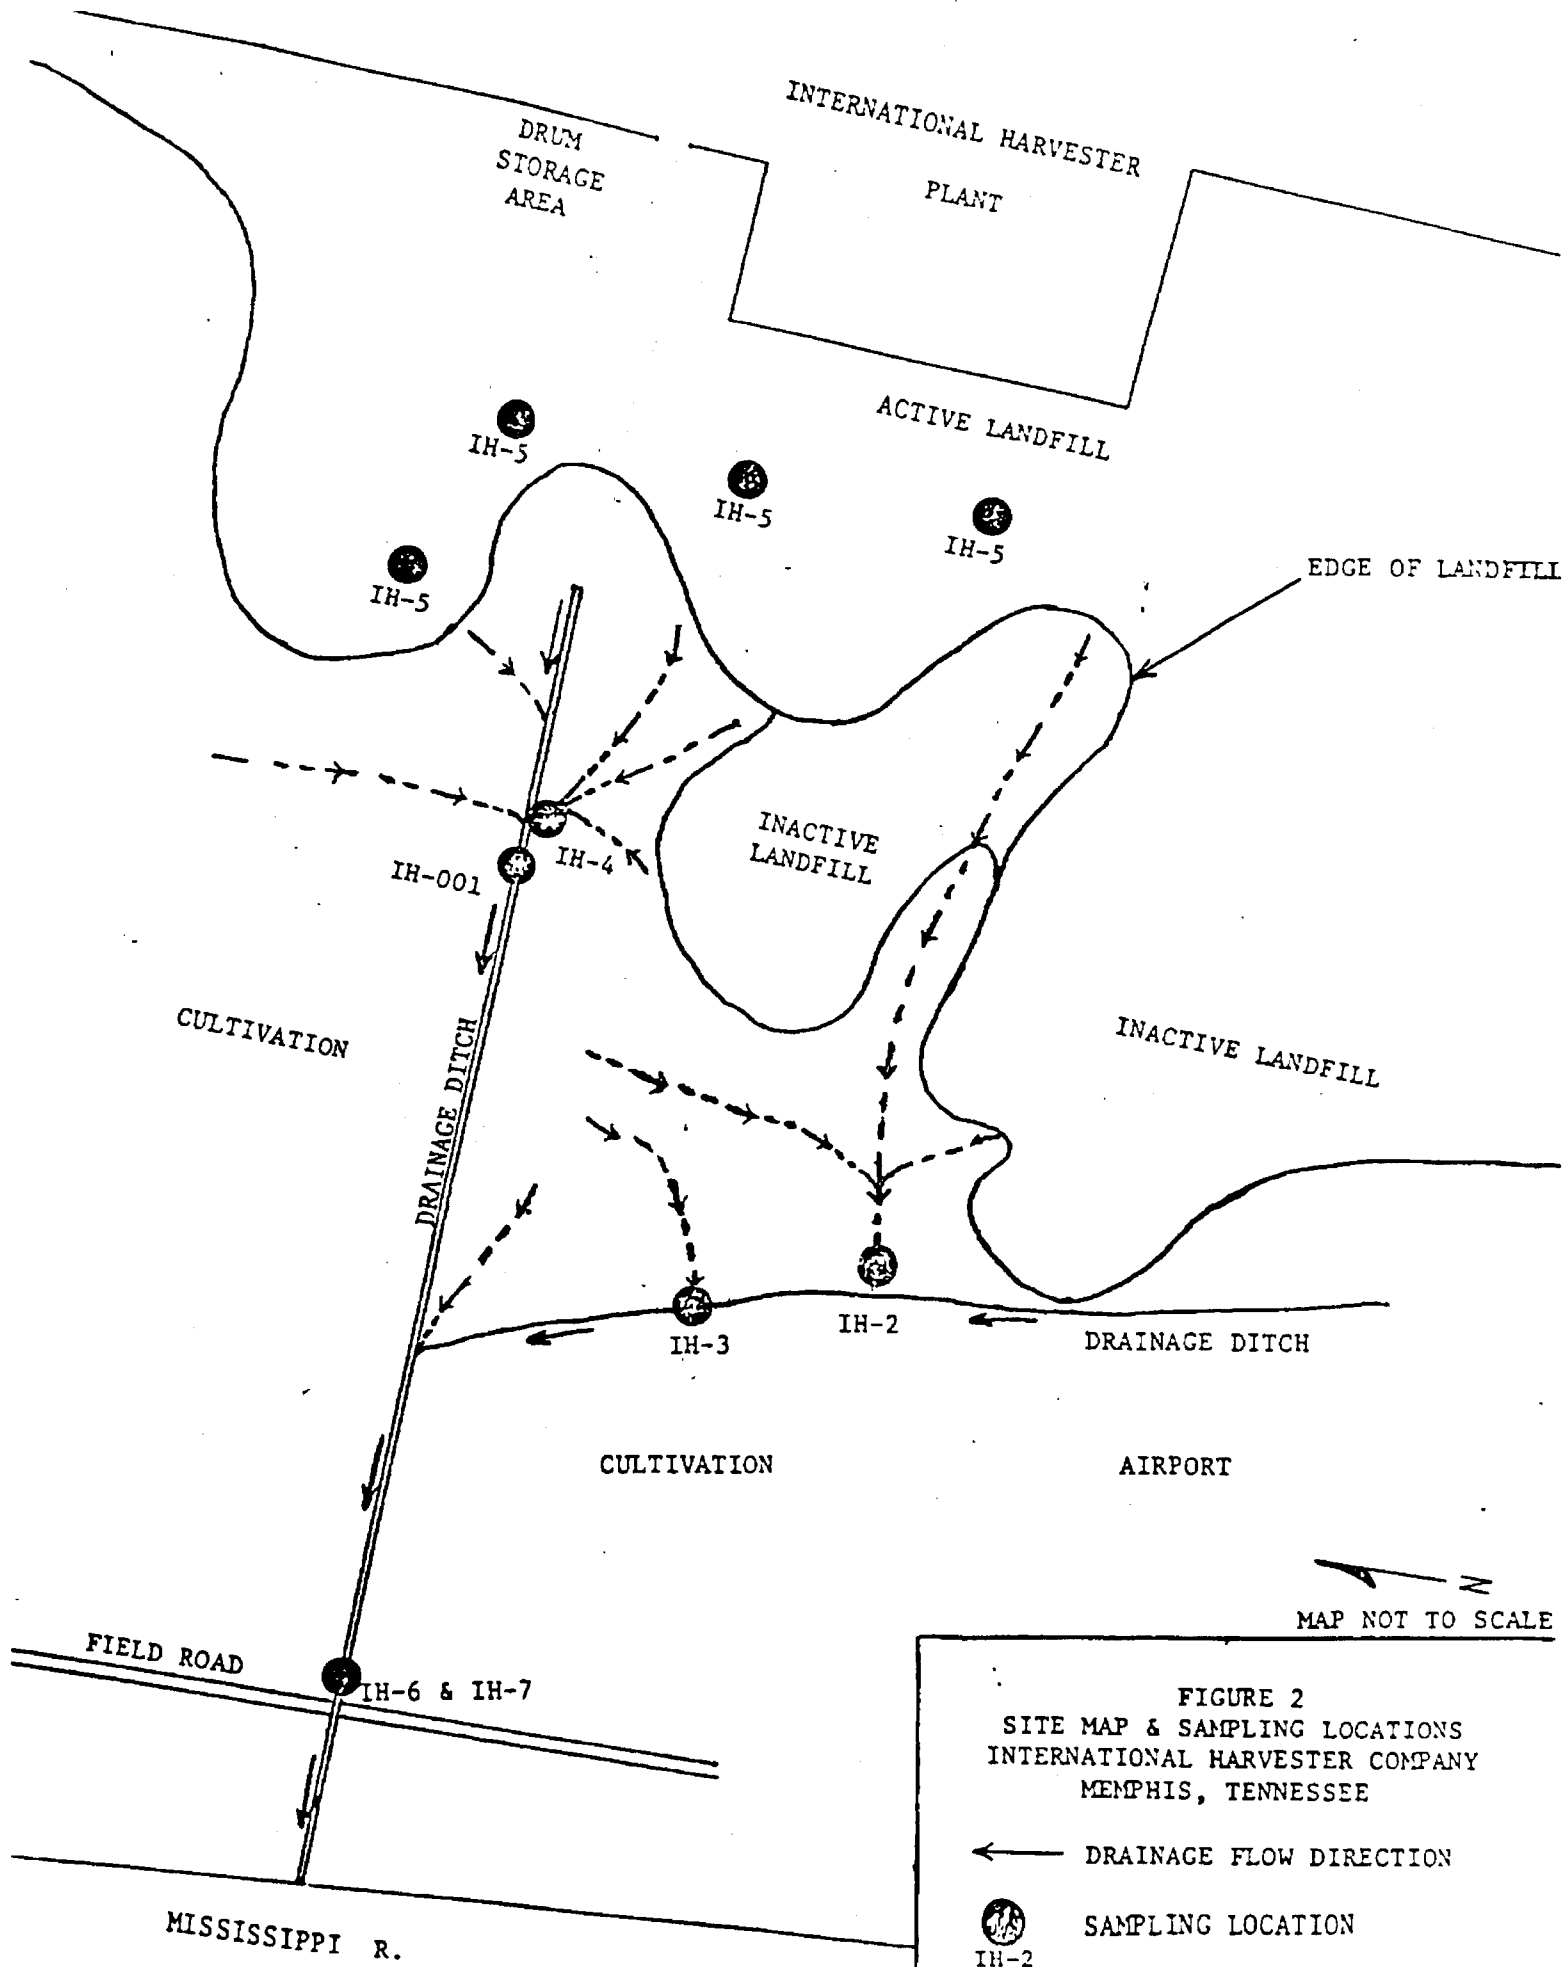 INTERNATIONAL HARVESTER
PLANT
DRUM
STORAGE
AREA
ACTIVE LANDFILL
IH-5
IH-5
IH-5
IH-5
EDGE OF LANDFILL
INACTIVE
LANDFILL
IH-4
IH-001
CULTIVATION
DRAINAGE DITCH
INACTIVE LANDFILL
IH-3
IH-2
DRAINAGE DITCH
CULTIVATION
AIRPORT
N
MAP NOT TO SCALE
FIELD ROAD
IH-6 & IH-7
MISSISSIPPI R.
FIGURE 2
SITE MAP & SAMPLING LOCATIONS
INTERNATIONAL HARVESTER COMPANY
MEMPHIS, TENNESSEE
DRAINAGE FLOW DIRECTION
SAMPLING LOCATION
IH-2